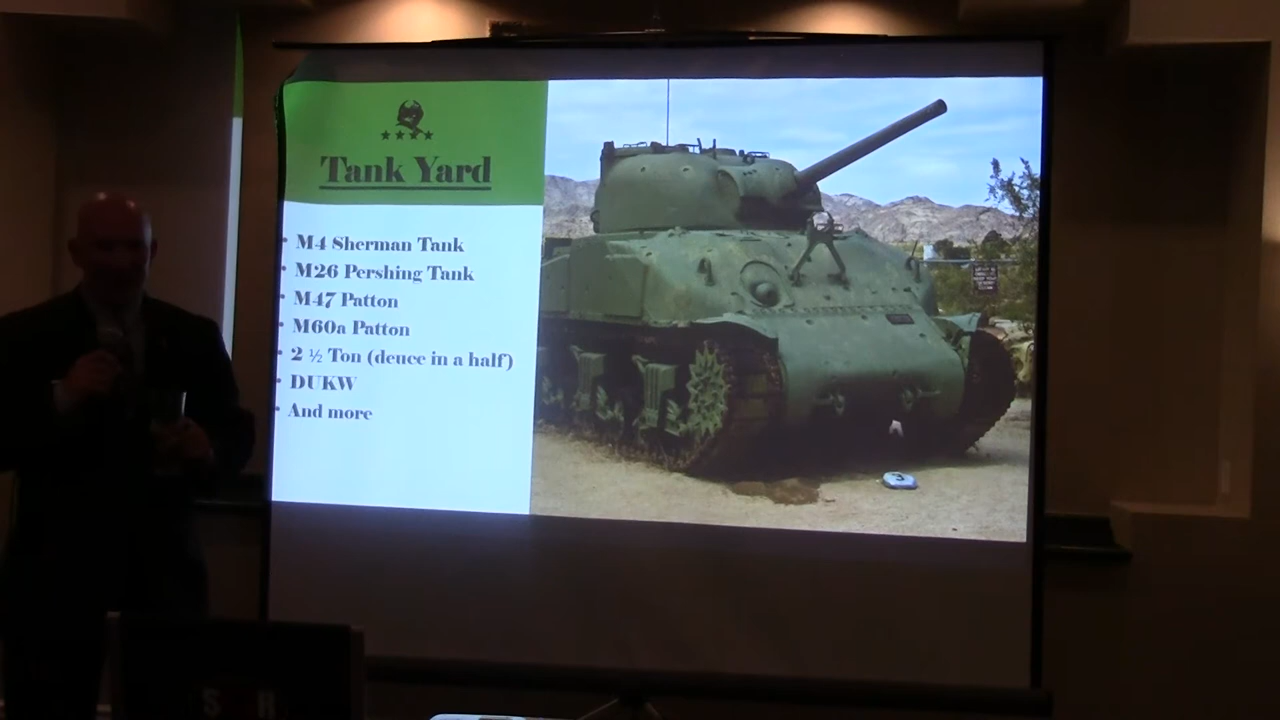 Tank Yard
• M4 Sherman Tank
• M26 Pershing Tank
• M47 Patton
• M60a Patton
• 2 ½ Ton (deuce in a half)
• DUKW
• And more
3
S H